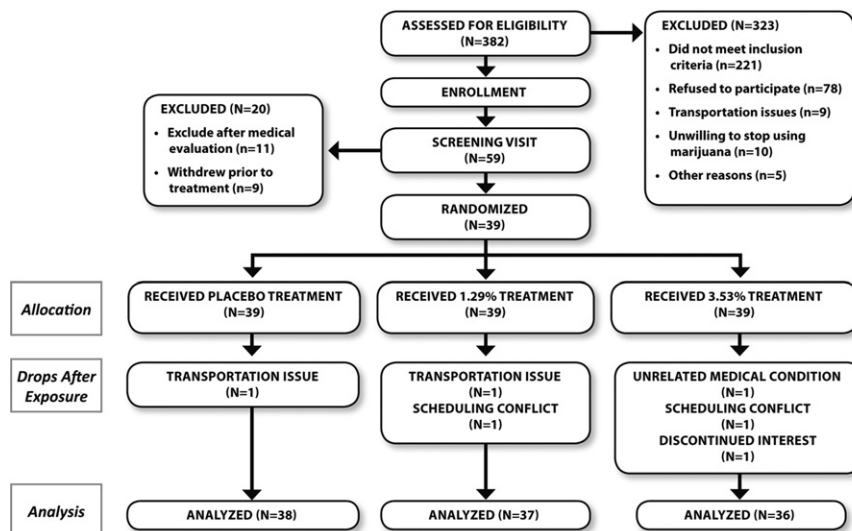 ASSESSED FOR ELIGIBILITY
(N=382)
EXCLUDED (N=323)
• Did not meet inclusion
criteria (n=221)
• Refused to participate (n=78)
• Transportation issues (n=9)
• Unwilling to stop using
marijuana (n=10)
• Other reasons (n=5)
ENROLLMENT
EXCLUDED (N=20)
• Exclude after medical
evaluation (n=11)
• Withdrew prior to
treatment (n=9)
SCREENING VISIT
(N=59)
RANDOMIZED
(N=39)
Allocation
RECEIVED PLACEBO TREATMENT
(N=39)
RECEIVED 1.29% TREATMENT
(N=39)
RECEIVED 3.53% TREATMENT
(N=39)
Drops After
Exposure
TRANSPORTATION ISSUE
(N=1)
TRANSPORTATION ISSUE
(N=1)
SCHEDULING CONFLICT
(N=1)
UNRELATED MEDICAL CONDITION
(N=1)
SCHEDULING CONFLICT
(N=1)
DISCONTINUED INTEREST
(N=1)
Analysis
ANALYZED (N=38)
ANALYZED (N=37)
ANALYZED (N=36)